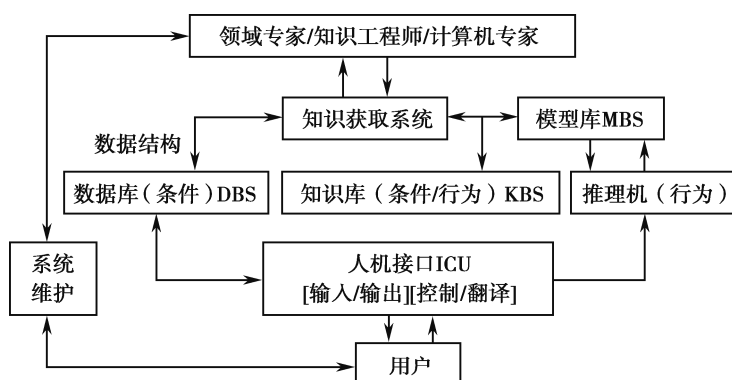 领域专家/知识工程师/计算机专家
知识获取系统
模型库MBS
数据结构
数据库（条件）DBS
知识库（条件/行为）KBS
推理机（行为）
系统
维护
人机接口ICU
[输入/输出][控制/翻译]
用户